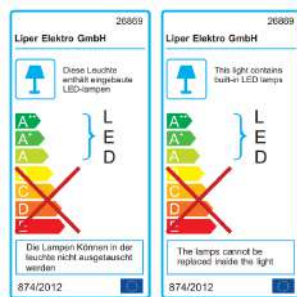 26869
Liper Elektro GmbH
Diese Leuchte
enthält eingebaute
LED-lampen
A++
A+
A
B
C
D
E
L
E
D
Die Lampen Können in der
leuchte nicht ausgetauscht
werden
874/2012
26869
Liper Elektro GmbH
This light contains
built-in LED lamps
A++
A+
A
B
C
D
E
L
E
D
The lamps cannot be
replaced inside the light
874/2012